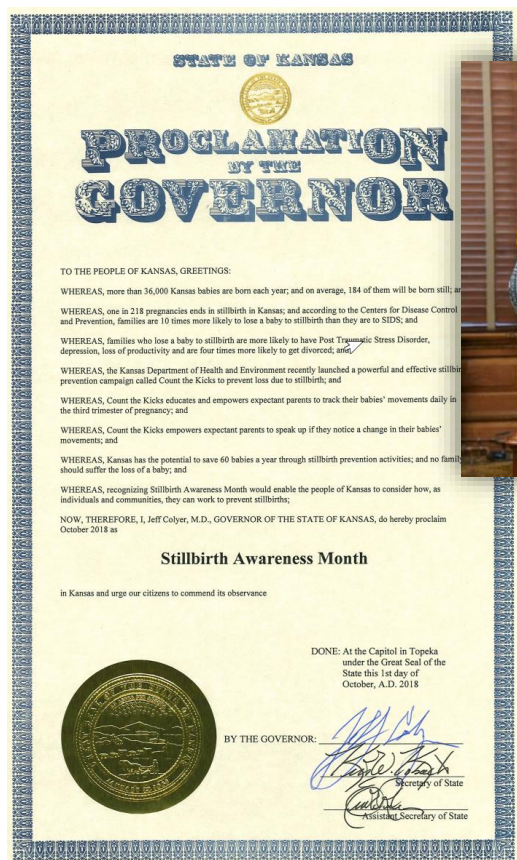 STATE OF KANSAS
PROCLAMATION
BY THE
GOVERNOR
TO THE PEOPLE OF KANSAS, GREETINGS:
WHEREAS, more than 36,000 Kansas babies are born each year; and on average, 184 of them will be born still;
WHEREAS, one in 218 pregnancies ends in stillbirth in Kansas; and according to the Centers for Disease Control
and Prevention, families are 10 times more likely to lose a baby to stillbirth than they are to SIDS; and
WHEREAS, families who lose a baby to stillbirth are more likely to have Post Traumatic Stress Disorder,
depression, loss of productivity and are four times more likely to get divorced; and
WHEREAS, the Kansas Department of Health and Environment recently launched a powerful and effective
prevention campaign called Count the Kicks to prevent loss due to stillbirth; and
WHEREAS, Count the Kicks educates and empowers expectant parents to track their babies' movements daily in
the third trimester of pregnancy; and
WHEREAS, Count the Kicks empowers expectant parents to speak up if they notice a change in their babies'
movements; and
WHEREAS, Kansas has the potential to save 60 babies a year through stillbirth prevention activities; and no family
should suffer the loss of a baby; and
WHEREAS, recognizing Stillbirth Awareness Month would enable the people of Kansas to consider how, as
individuals and communities, they can work to prevent stillbirths;
NOW, THEREFORE, I, Jeff Colyer, M.D., GOVERNOR OF THE STATE OF KANSAS, do hereby proclaim
October 2018 as
Stillbirth Awareness Month
in Kansas and urge our citizens to commend its observance
DONE: At the Capitol in Topeka
under the Great Seal of the
State this 1st day of
October, A.D. 2018
BY THE GOVERNOR:
Secretary of State
Assistant Secretary of State